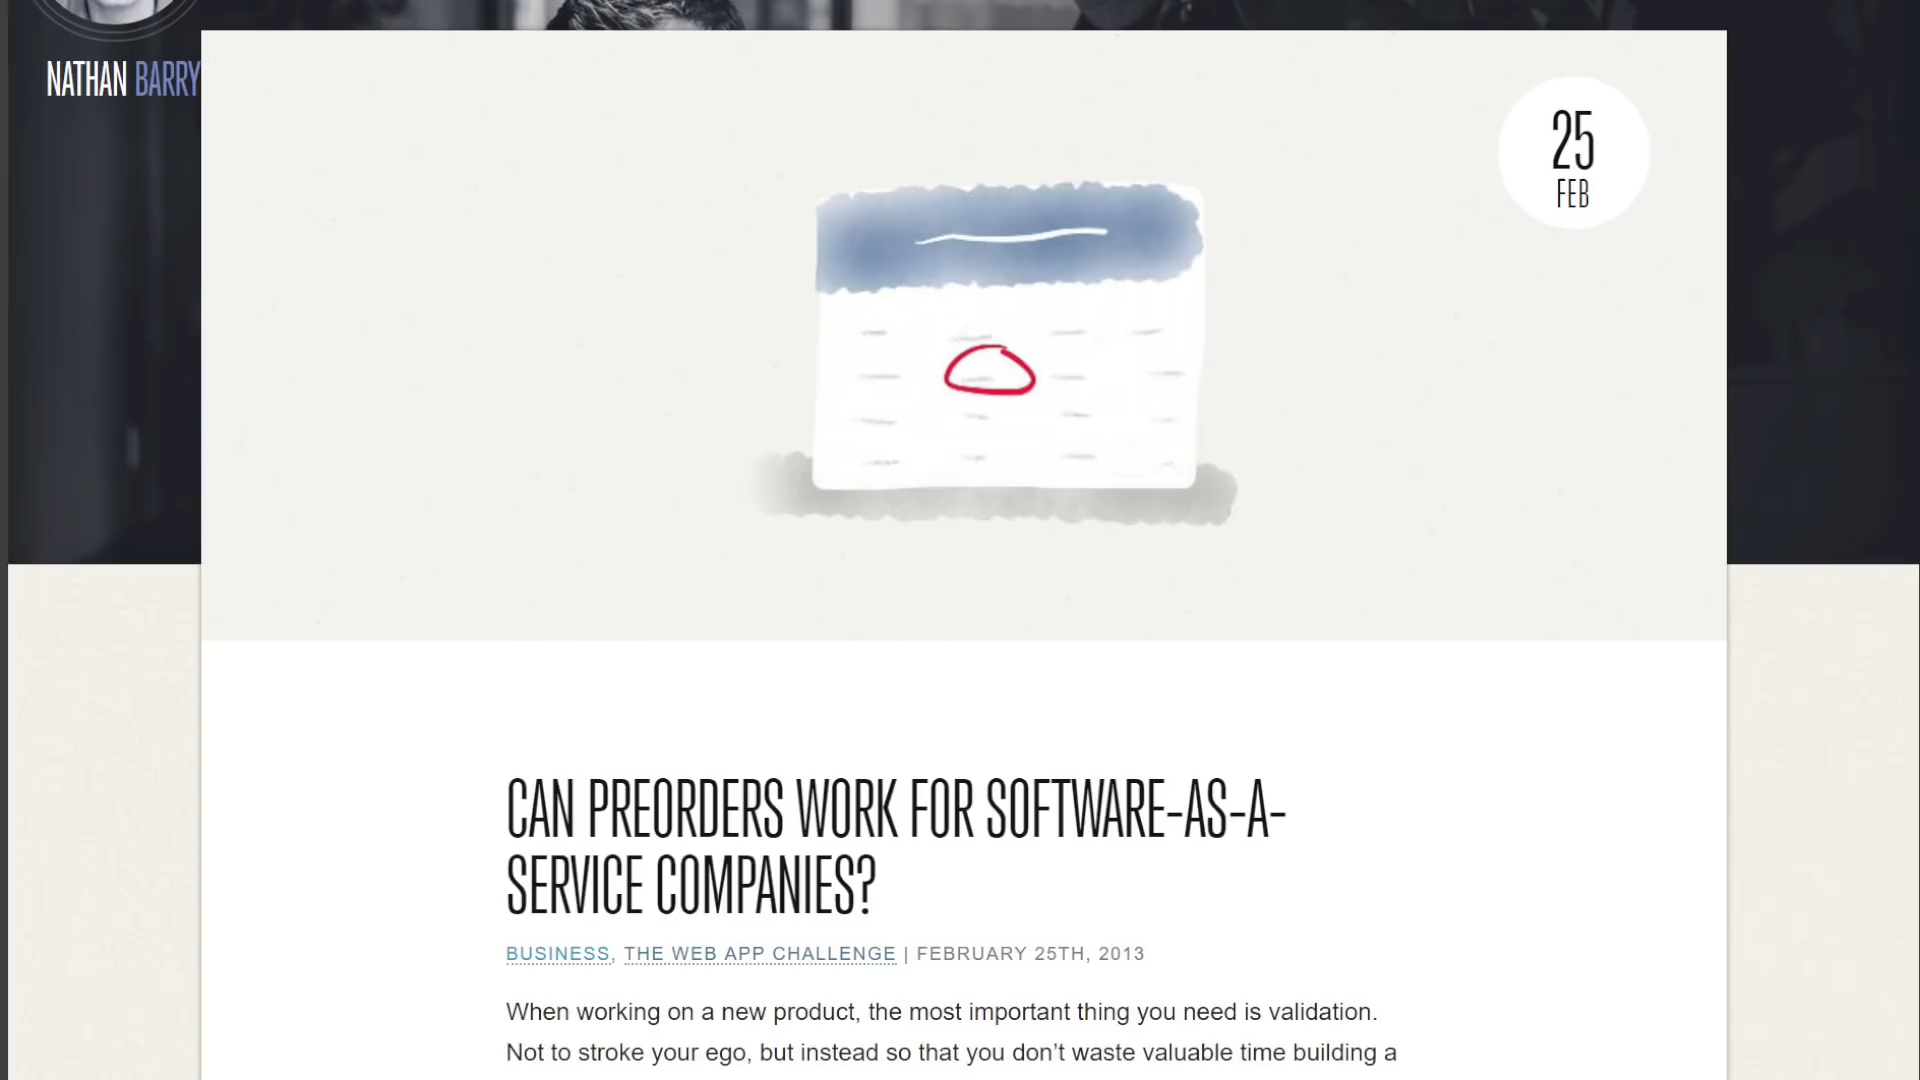 NATHAN BARRY
25
FEB
CAN PREORDERS WORK FOR SOFTWARE-AS-A-
SERVICE COMPANIES?
BUSINESS, THE WEB APP CHALLENGE | FEBRUARY 25TH, 2013
When working on a new product, the most important thing you need is validation.
Not to stroke your ego, but instead so that you don’t waste valuable time building a